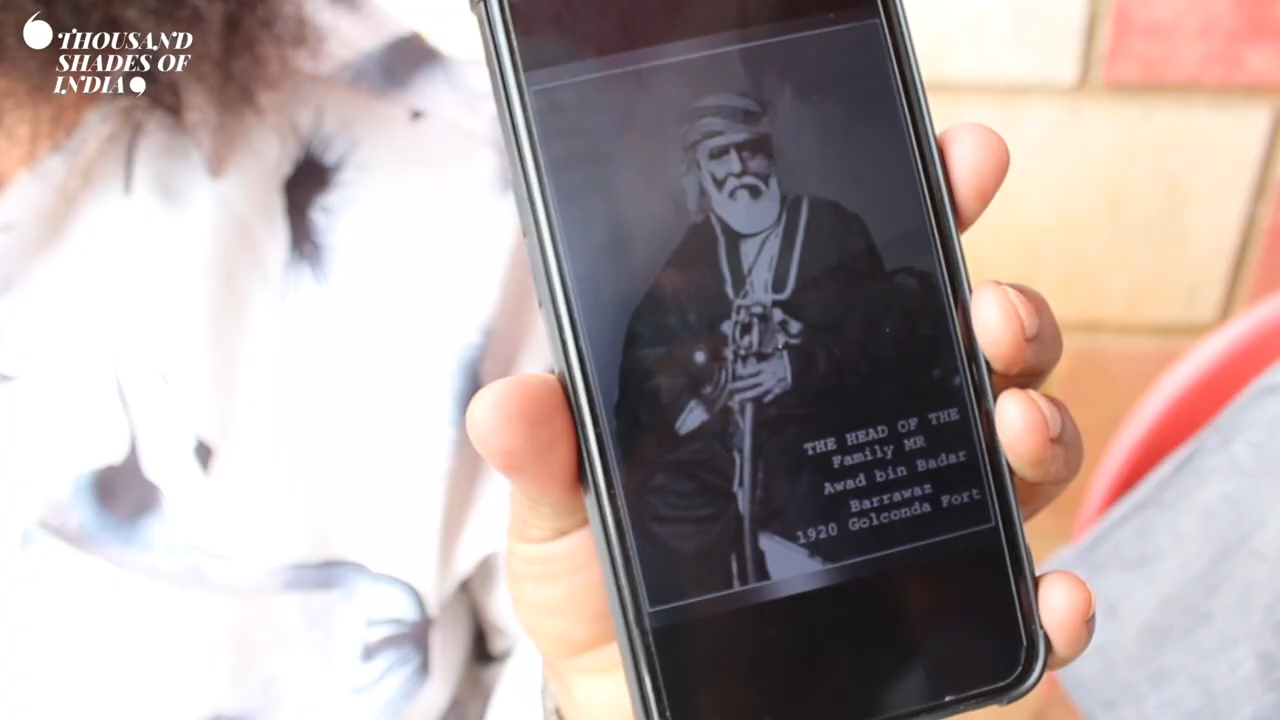 THOUSAND
SHADES OF
INDIA
THE HEAD OF THE
Family MR
Awad bin Badar
Barrawaz
1920 Golconda Fort